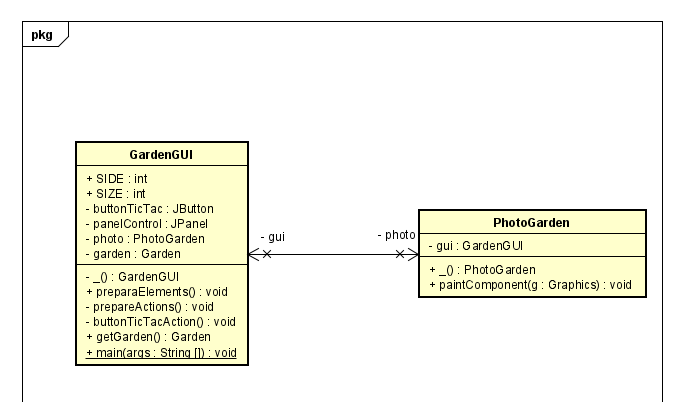 pkg
GardenGUI
+ SIDE : int
+ SIZE : int
- buttonTicTac : JButton
- panelControl : JPanel
- photo : PhotoGarden
- garden : Garden
- _() : GardenGUI
+ preparaElements() : void
- prepareActions() : void
- buttonTicTacAction() : void
+ getGarden() : Garden
+ main(args : String []) : void
- gui
- photo
PhotoGarden
- gui : GardenGUI
+ _() : PhotoGarden
+ paintComponent(g : Graphics) : void